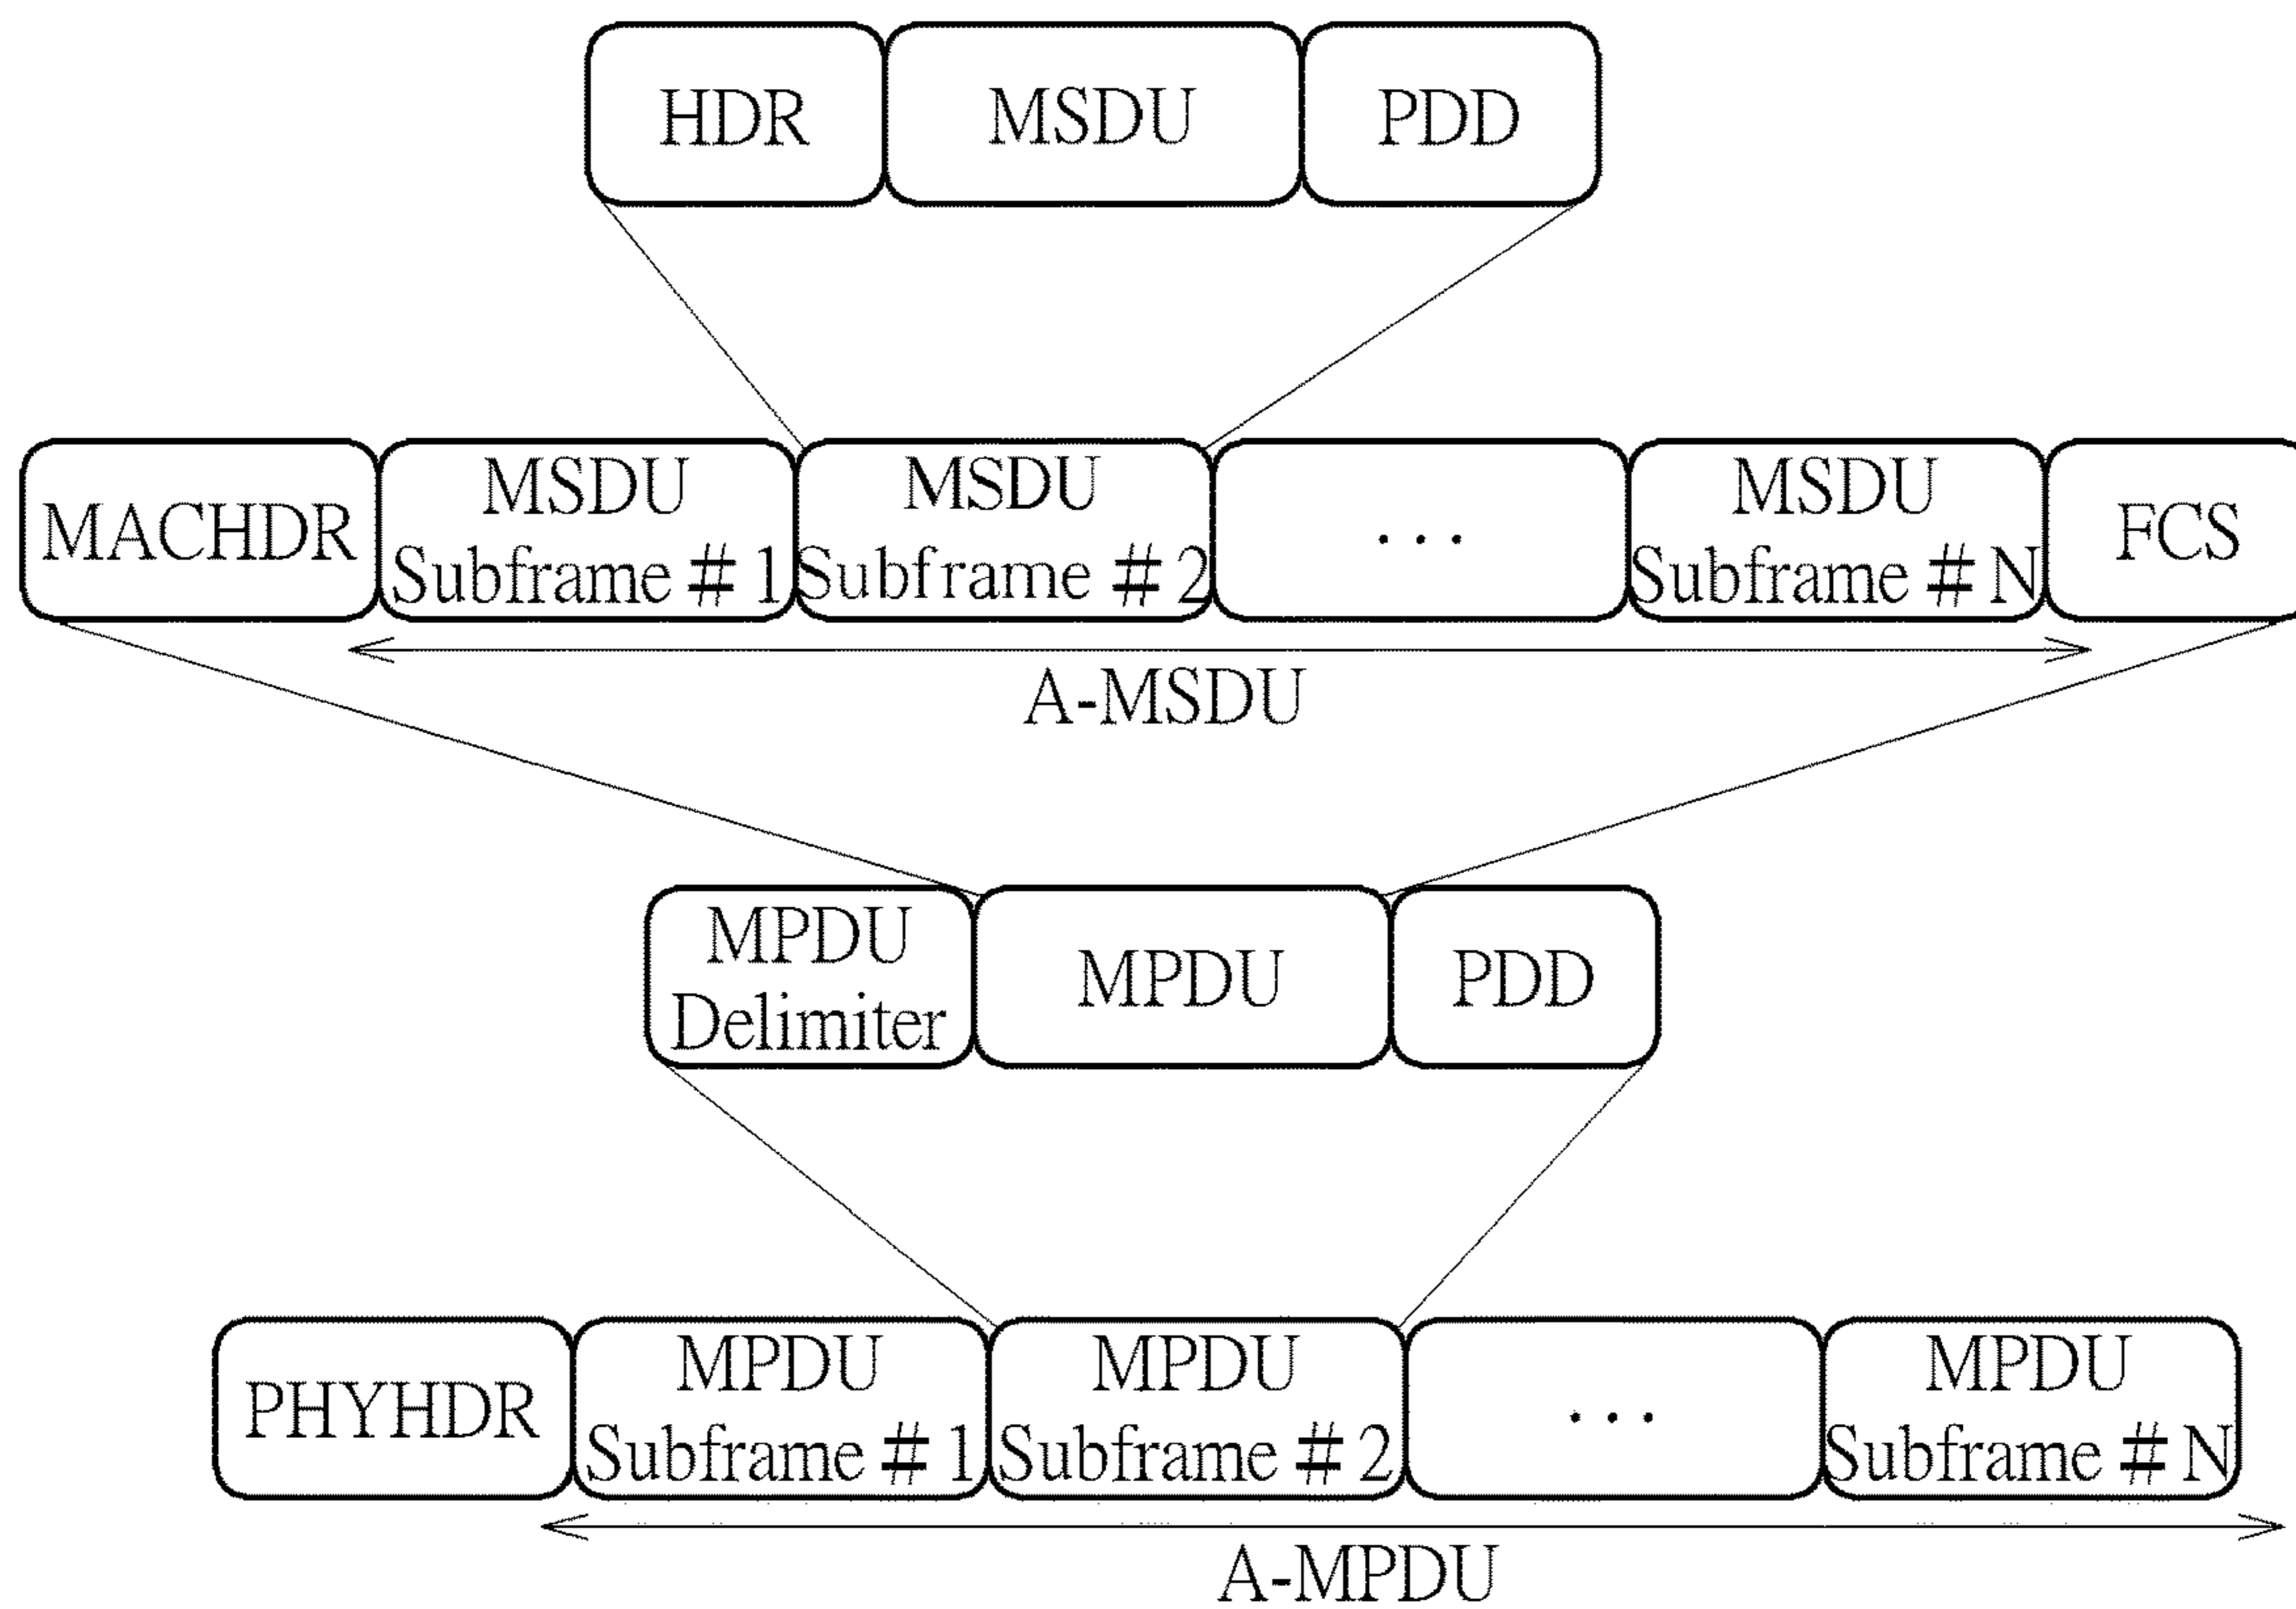 HDR
MSDU
PDD
MACHDR
MSDU
Subframe # 1
MSDU
Subframe # 2
...
MSDU
Subframe # N
FCS
A-MSDU
MPDU
Delimiter
MPDU
PDD
PHYHDR
MPDU
Subframe # 1
MPDU
Subframe # 2
...
MPDU
Subframe # N
A-MPDU